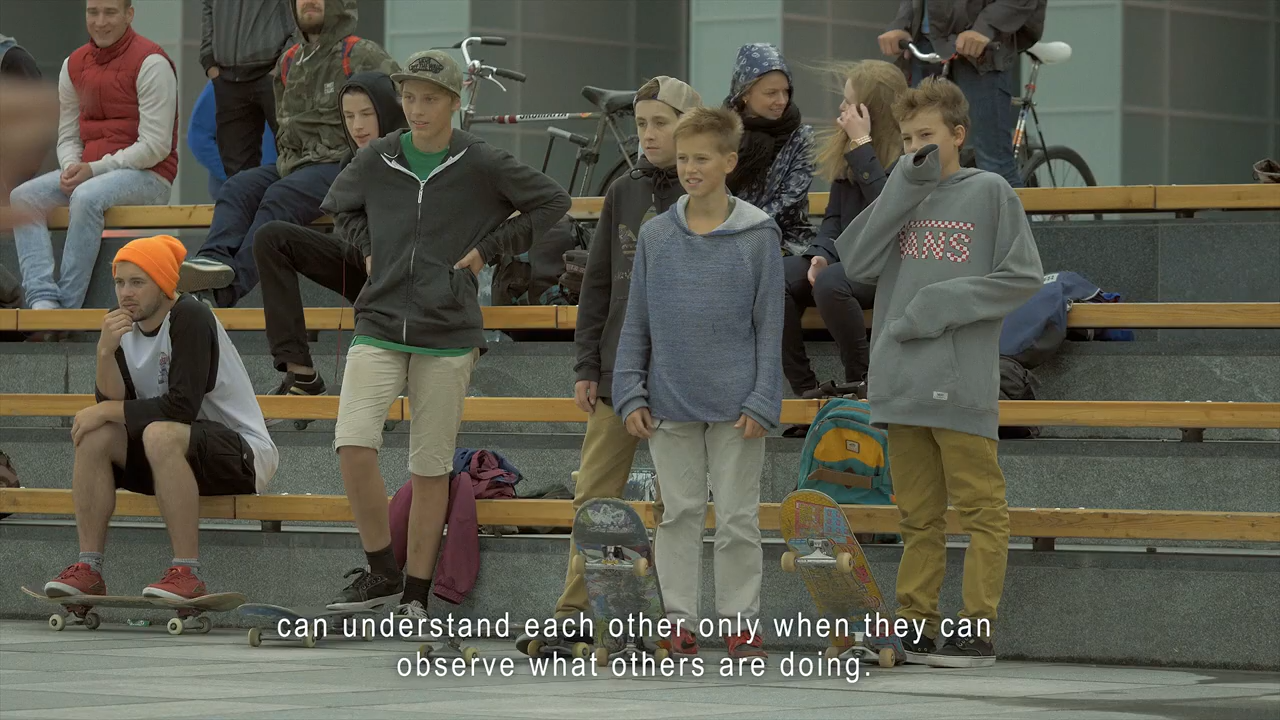 VANS
can understand each other only when they can
observe what others are doing.